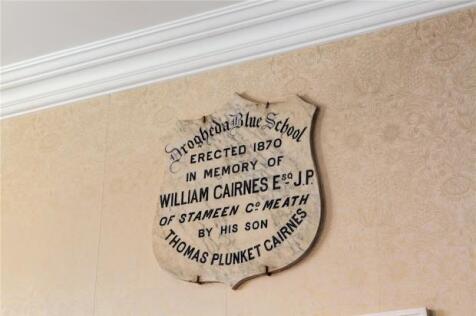 Drogheda Blue School
ERECTED 1870
IN MEMORY OF
WILLIAM CAIRNES Esq J.P.
OF STAMEEN Co MEATH
BY HIS SON
THOMAS PLUNKET CAIRNES